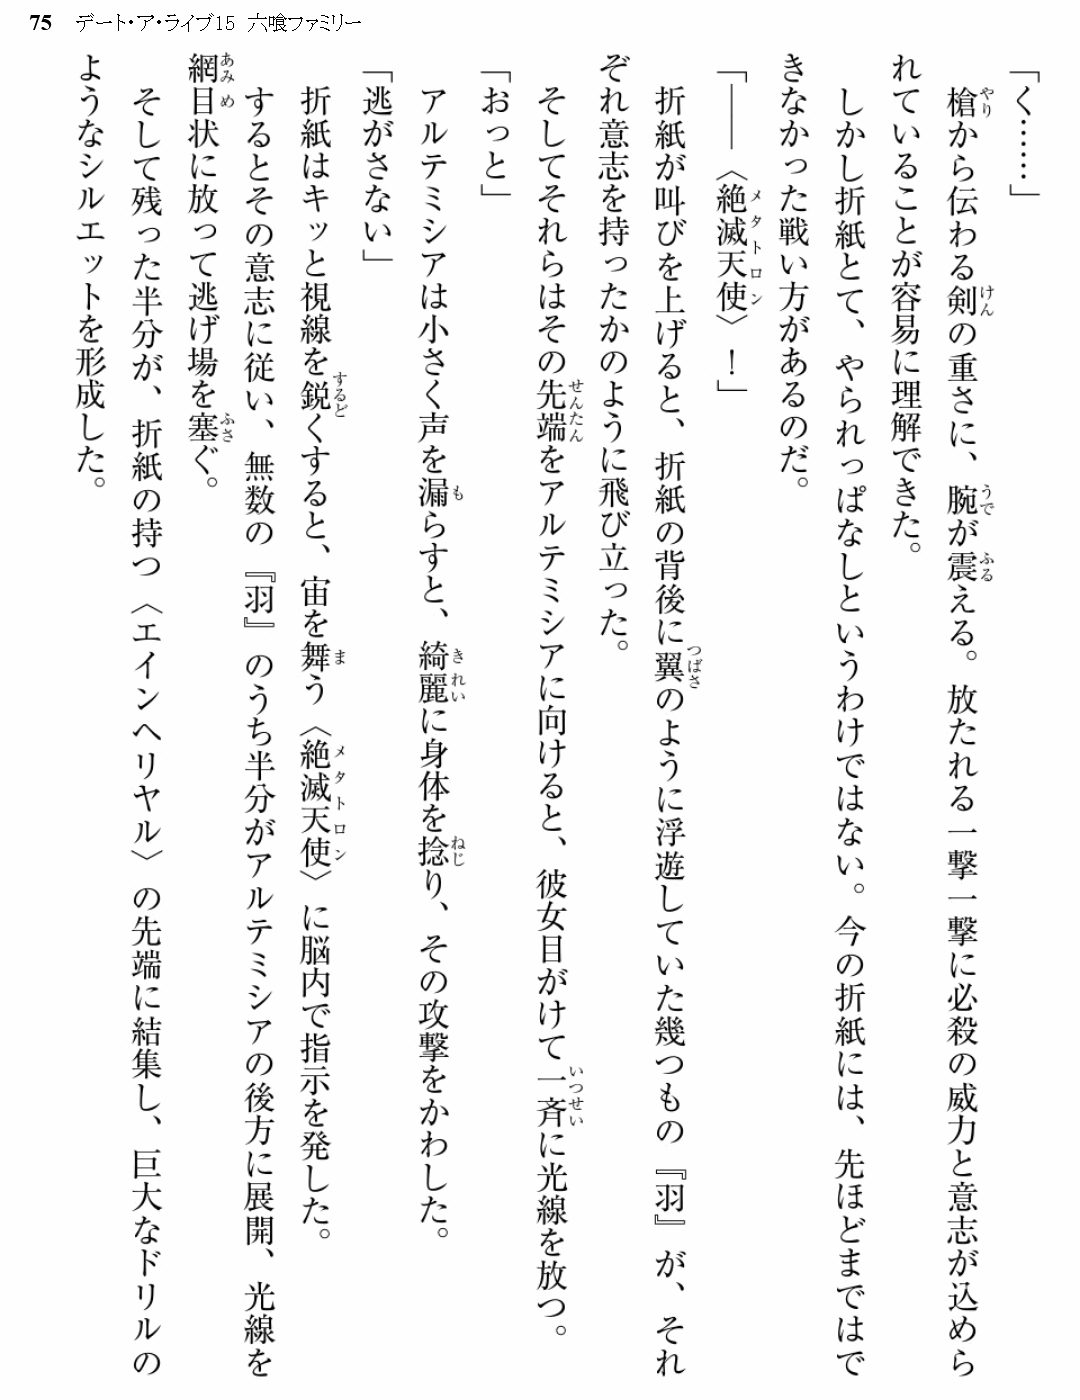 75 デート・ア・ライブ15 六喰ファミリー
「く……」
槍から伝わる剣の重さに、腕が震える。放たれる一撃一撃に必殺の威力と意志が込めら
れていることが容易に理解できた。
しかし折紙とて、やられっぱなしというわけではない。今の折紙には、先ほどまではで
きなかった戦い方があるのだ。
「――〈絶滅天使〉！」
折紙が叫びを上げると、折紙の背後に翼のように浮遊していた幾つもの『羽』が、それ
ぞれ意志を持ったかのように飛び立った。
そしてそれらはその先端をアルテミシアに向けると、彼女目がけて一斉に光線を放つ。
「おっと」
アルテミシアは小さく声を漏らすと、綺麗に身体を捻り、その攻撃をかわした。
「逃がさない」
折紙はキッと視線を鋭くすると、宙を舞う〈絶滅天使〉に脳内で指示を発した。
するとその意志に従い、無数の『羽』のうち半分がアルテミシアの後方に展開、光線を
網目状に放って逃げ場を塞ぐ。
そして残った半分が、折紙の持つ〈エインヘリヤル〉の先端に結集し、巨大なドリルの
ようなシルエットを形成した。